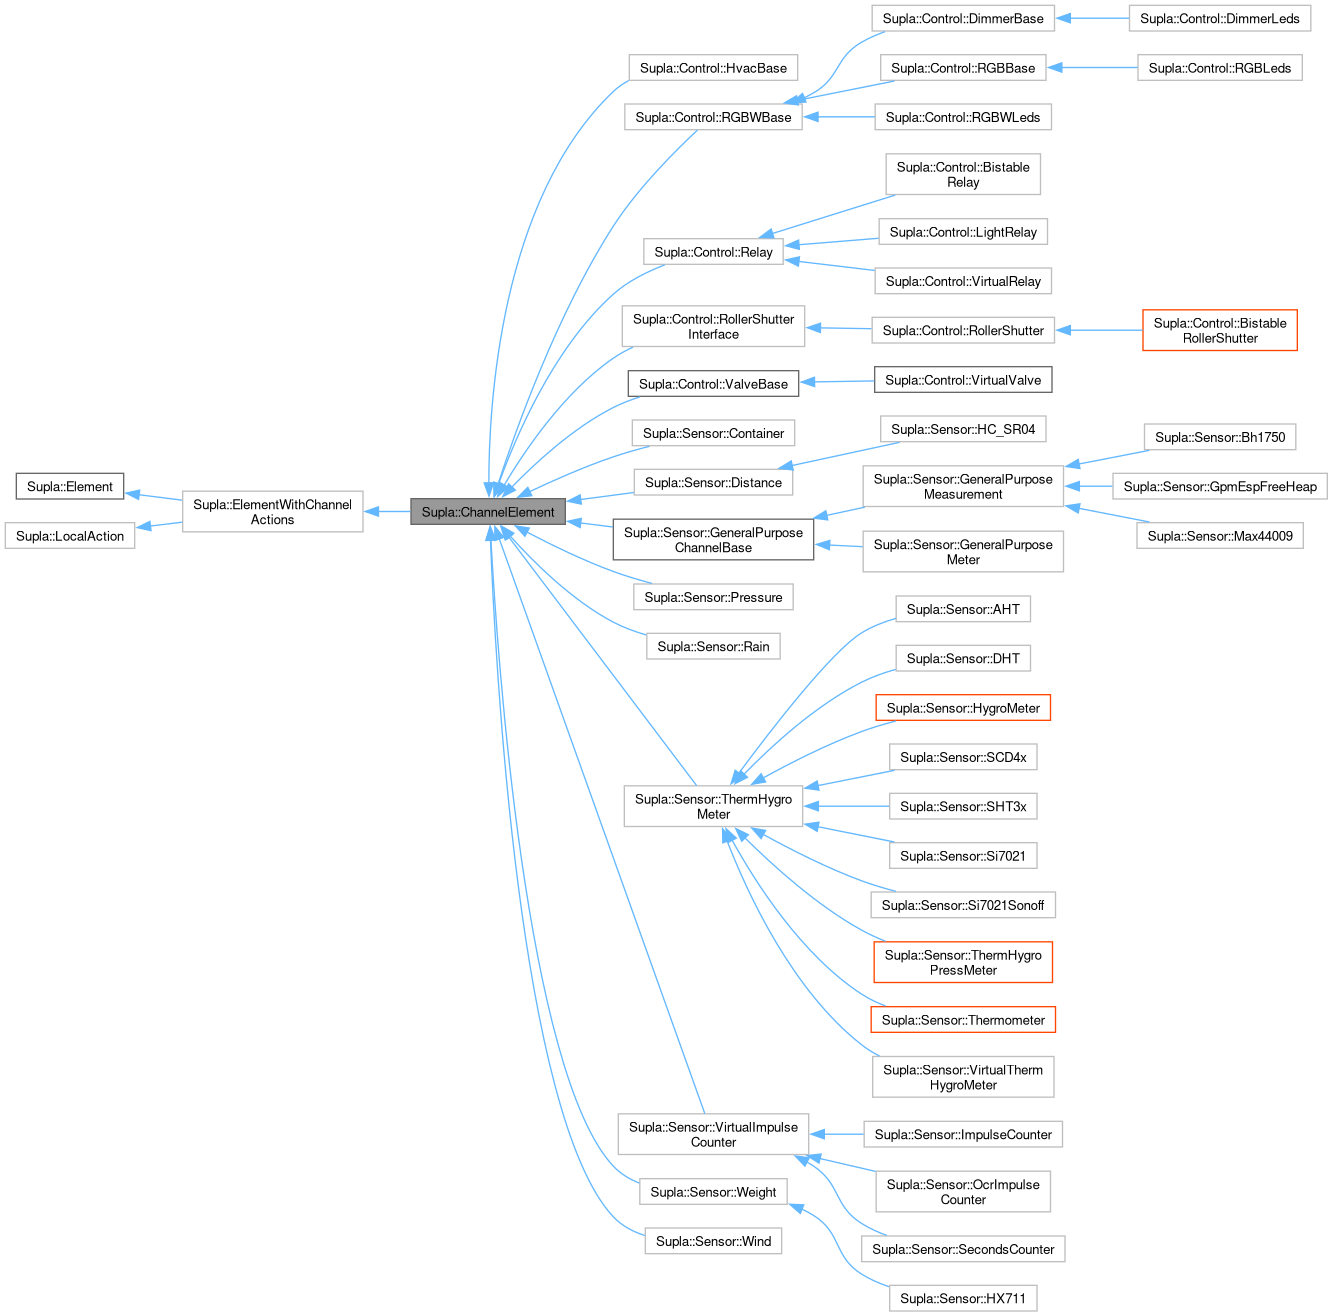 Supla::Element
Supla::LocalAction
Supla::ElementWithChannel
Actions
Supla::ChannelElement
Supla::Control::HvacBase
Supla::Control::RGBWBase
Supla::Control::DimmerBase
Supla::Control::DimmerLeds
Supla::Control::RGBBase
Supla::Control::RGBLeds
Supla::Control::RGBWLeds
Supla::Control::Relay
Supla::Control::Bistable
Relay
Supla::Control::LightRelay
Supla::Control::VirtualRelay
Supla::Control::RollerShutter
Interface
Supla::Control::RollerShutter
Supla::Control::Bistable
RollerShutter
Supla::Control::ValveBase
Supla::Control::VirtualValve
Supla::Sensor::Container
Supla::Sensor::Distance
Supla::Sensor::HC_SR04
Supla::Sensor::GeneralPurpose
ChannelBase
Supla::Sensor::GeneralPurpose
Measurement
Supla::Sensor::Bh1750
Supla::Sensor::GpmEspFreeHeap
Supla::Sensor::Max44009
Supla::Sensor::GeneralPurpose
Meter
Supla::Sensor::Pressure
Supla::Sensor::Rain
Supla::Sensor::ThermHygro
Meter
Supla::Sensor::AHT
Supla::Sensor::DHT
Supla::Sensor::HygroMeter
Supla::Sensor::SCD4x
Supla::Sensor::SHT3x
Supla::Sensor::Si7021
Supla::Sensor::Si7021Sonoff
Supla::Sensor::ThermHygro
PressMeter
Supla::Sensor::Thermometer
Supla::Sensor::VirtualTherm
HygroMeter
Supla::Sensor::VirtualImpulse
Counter
Supla::Sensor::ImpulseCounter
Supla::Sensor::OcrImpulse
Counter
Supla::Sensor::SecondsCounter
Supla::Sensor::Weight
Supla::Sensor::HX711
Supla::Sensor::Wind